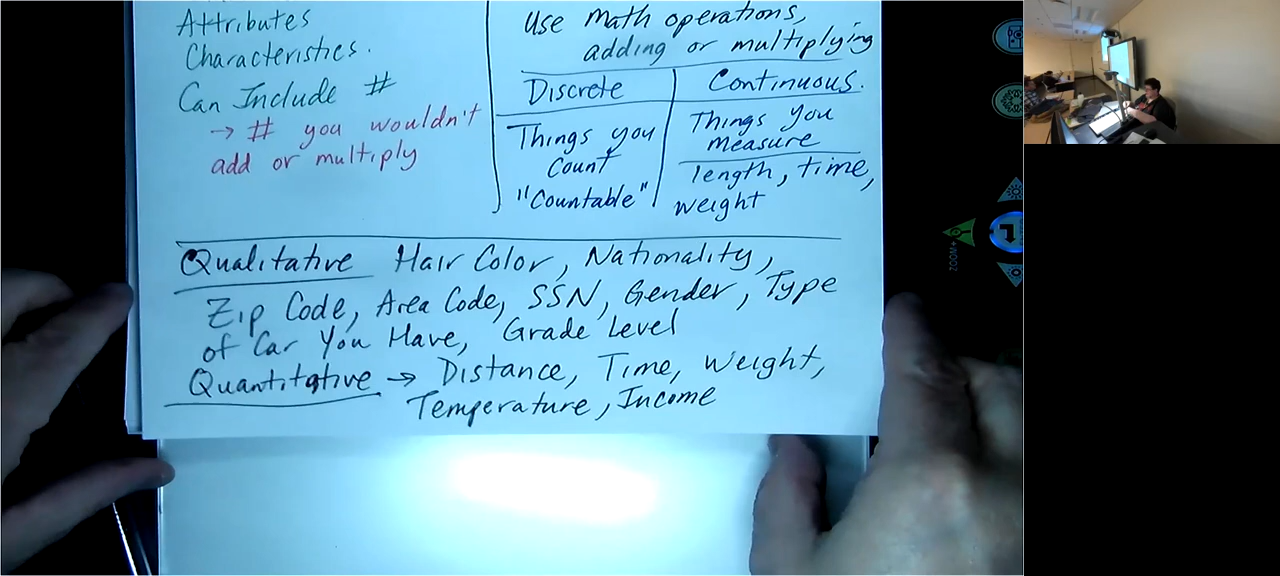 Attributes
Characteristics.
Can Include #
→ # you wouldn't
add or multiply
Use Math operations,
adding or multiplying
Discrete
Things you
Count
"Countable"
Continuous.
Things you
measure
length, time,
weight
Qualitative Hair Color, Nationality,
Zip Code, Area Code, SSN, Gender, Type
of Car You Have, Grade Level
Quantitative → Distance, Time, Weight,
Temperature, Income
ZOOM+